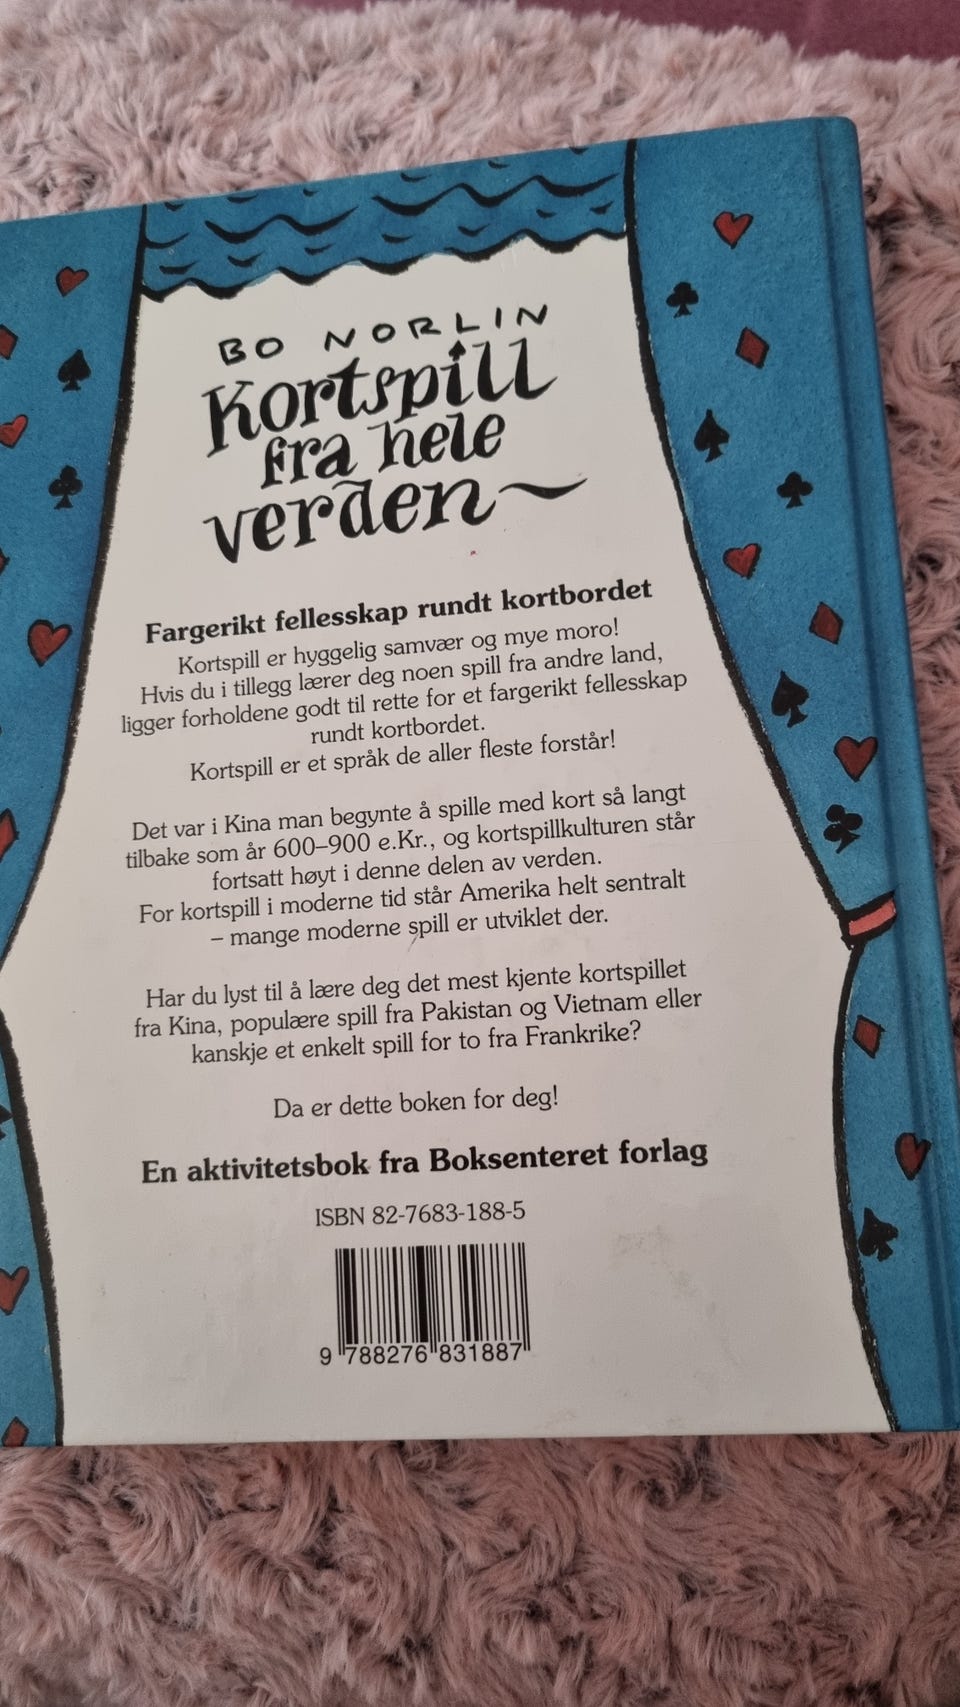 BO NORLIN
Kortspill
fra hele
verden
Fargerikt fellesskap rundt kortbordet
Kortspill er hyggelig samvær og mye moro!
Hvis du i tillegg lærer deg noen spill fra andre land,
ligger forholdene godt til rette for et fargerikt fellesskap
rundt kortbordet.
Kortspill er et språk de aller fleste forstår!
Det var i Kina man begynte å spille med kort så langt
tilbake som år 600–900 e.Kr., og kortspillkulturen står
fortsatt høyt i denne delen av verden.
For kortspill i moderne tid står Amerika helt sentralt
– mange moderne spill er utviklet der.
Har du lyst til å lære deg det mest kjente kortspillet
fra Kina, populære spill fra Pakistan og Vietnam eller
kanskje et enkelt spill for to fra Frankrike?
Da er dette boken for deg!
En aktivitetsbok fra Boksenteret forlag
ISBN 82-7683-188-5
9 788276 831887